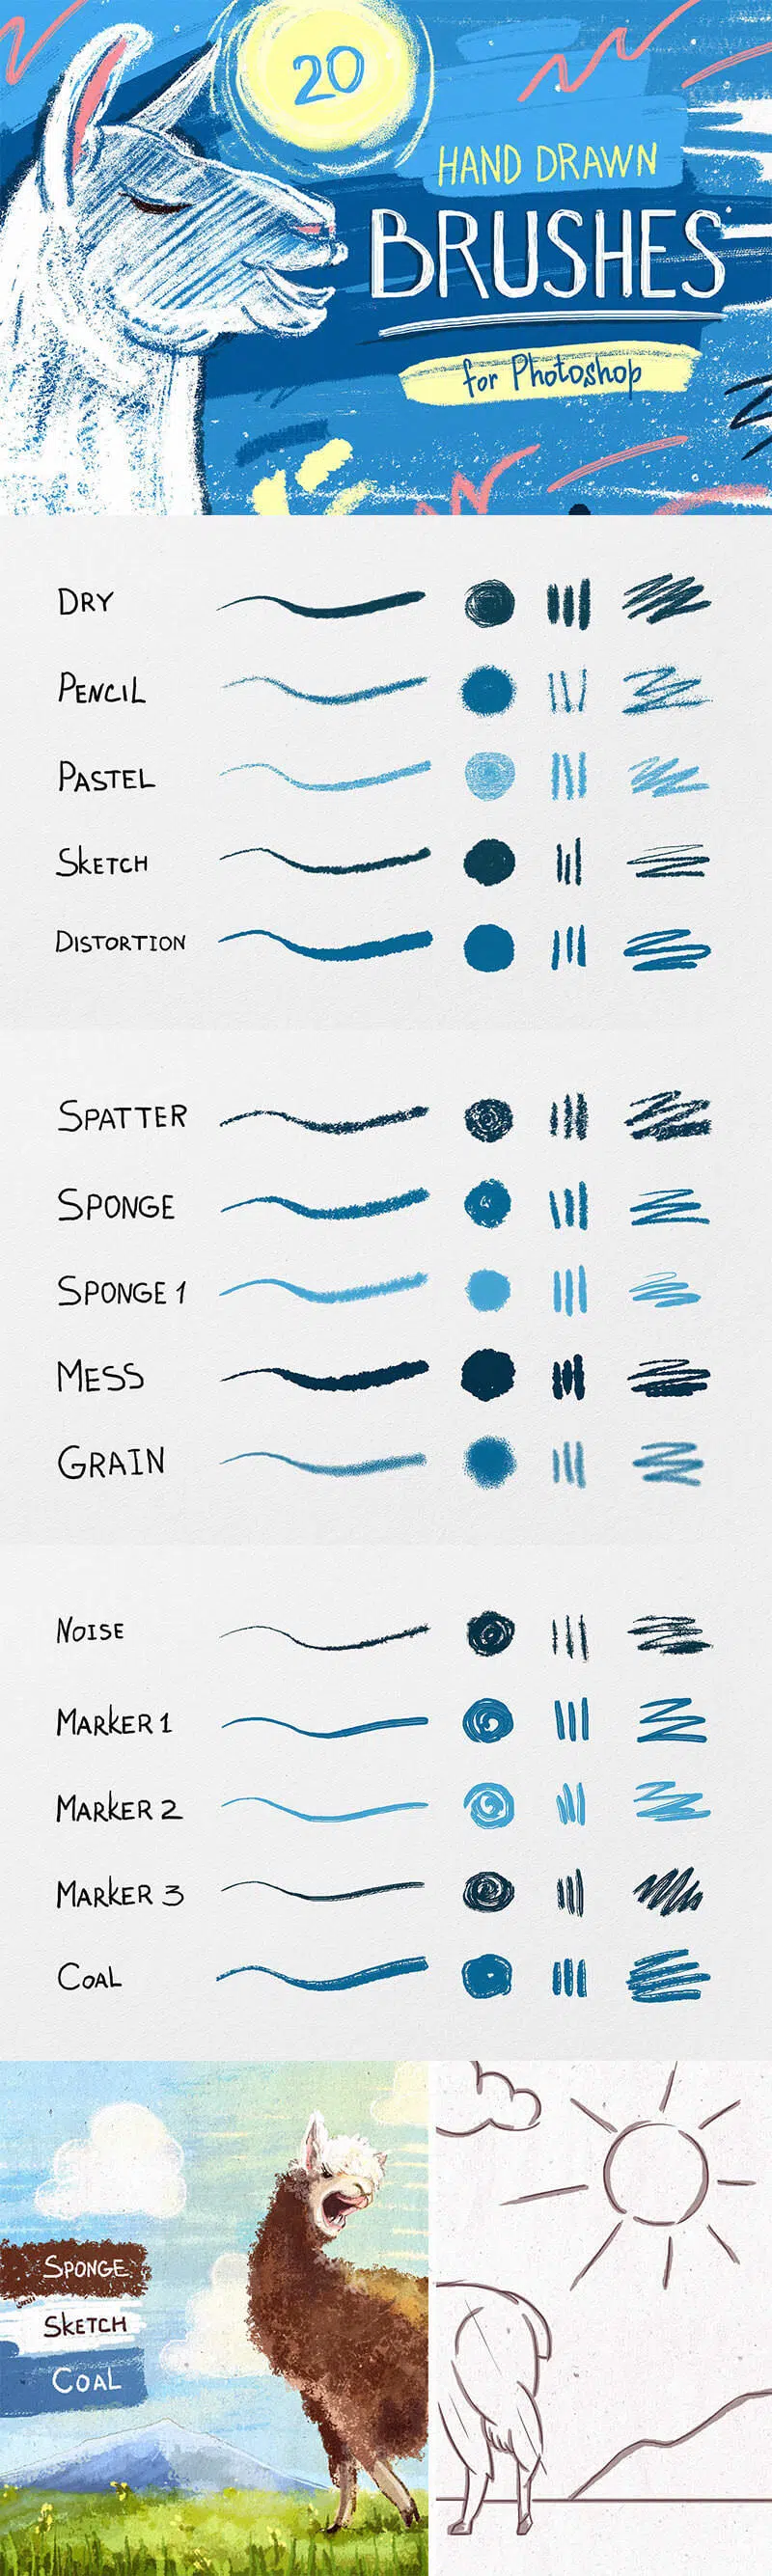 20
HAND DRAWN
BRUSHES
for Photoshop
DRY
PENCIL
PASTEL
SKETCH
DISTORTION
SPATTER
SPONGE
SPONGE 1
MESS
GRAIN
NOISE
MARKER 1
MARKER 2
MARKER 3
COAL
SPONGE
SKETCH
COAL